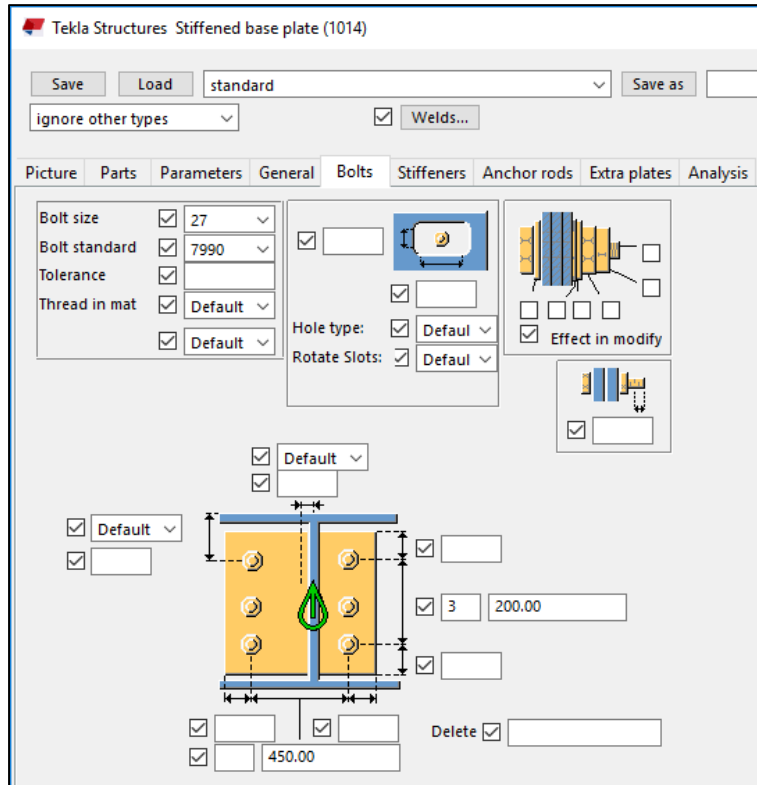 Tekla Structures Stiffened base plate (1014)
Save Load standard Save as
ignore other types Welds...
Picture Parts Parameters General Bolts Stiffeners Anchor rods Extra plates Analysis
Bolt size 27
Bolt standard 7990
Tolerance
Thread in mat Default
Default
Hole type: Defaul
Rotate Slots: Defaul
Effect in modify
Default
Default
3 200.00
Delete
450.00